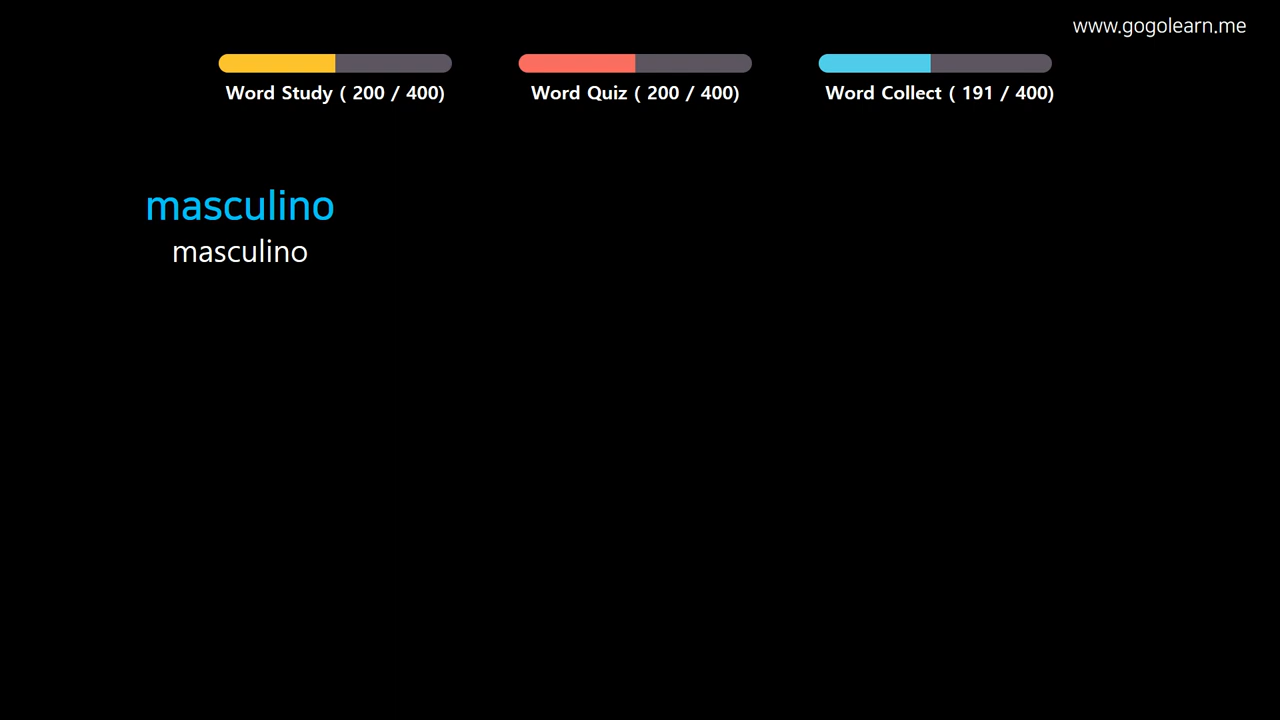 www.gogolearn.me
Word Study ( 200 / 400)
Word Quiz ( 200 / 400)
Word Collect ( 191 / 400)
masculino
masculino